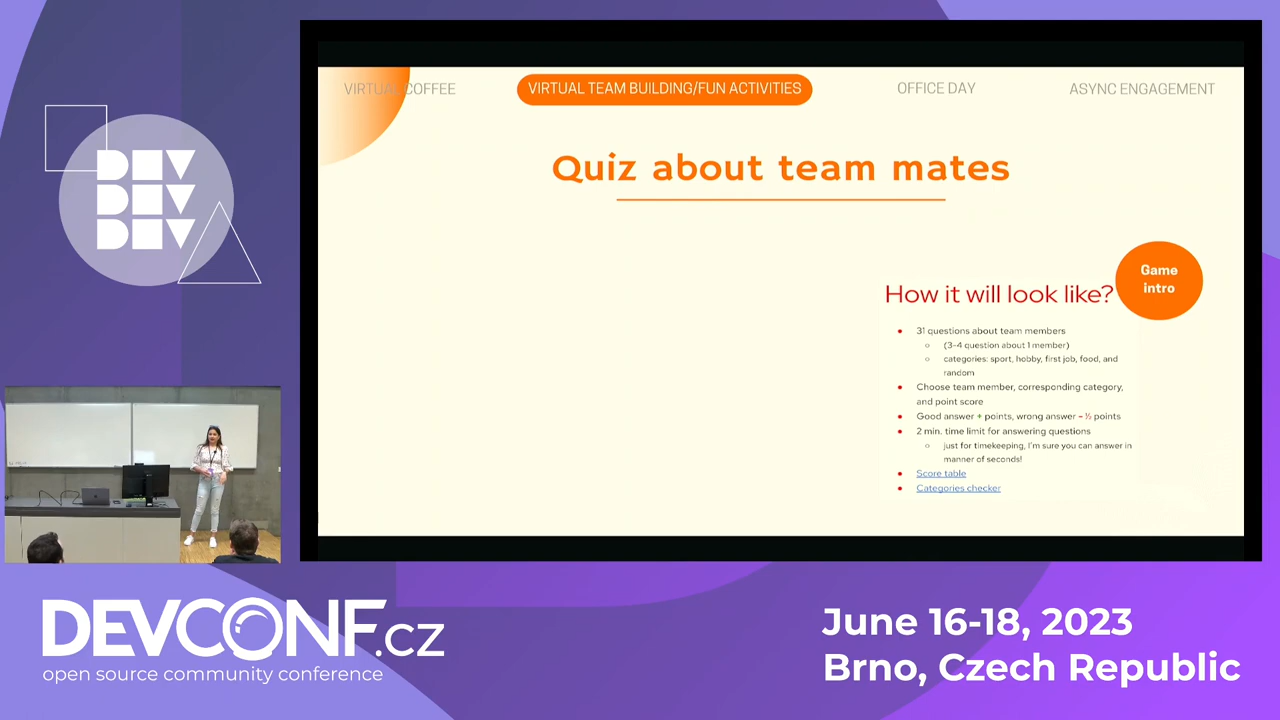 VIRTUAL COFFEE
VIRTUAL TEAM BUILDING/FUN ACTIVITIES
OFFICE DAY
ASYNC ENGAGEMENT
Quiz about team mates
Game
intro
How it will look like?
31 questions about team members
(3-4 question about 1 member)
categories: sport, hobby, first job, food, and
random
Choose team member, corresponding category,
and point score
Good answer + points, wrong answer - ½ points
2 min. time limit for answering questions
just for timekeeping, I'm sure you can answer in
manner of seconds!
Score table
Categories checker
DEV
DEV
DEV
DEVCONF.cz
open source community conference
June 16-18, 2023
Brno, Czech Republic